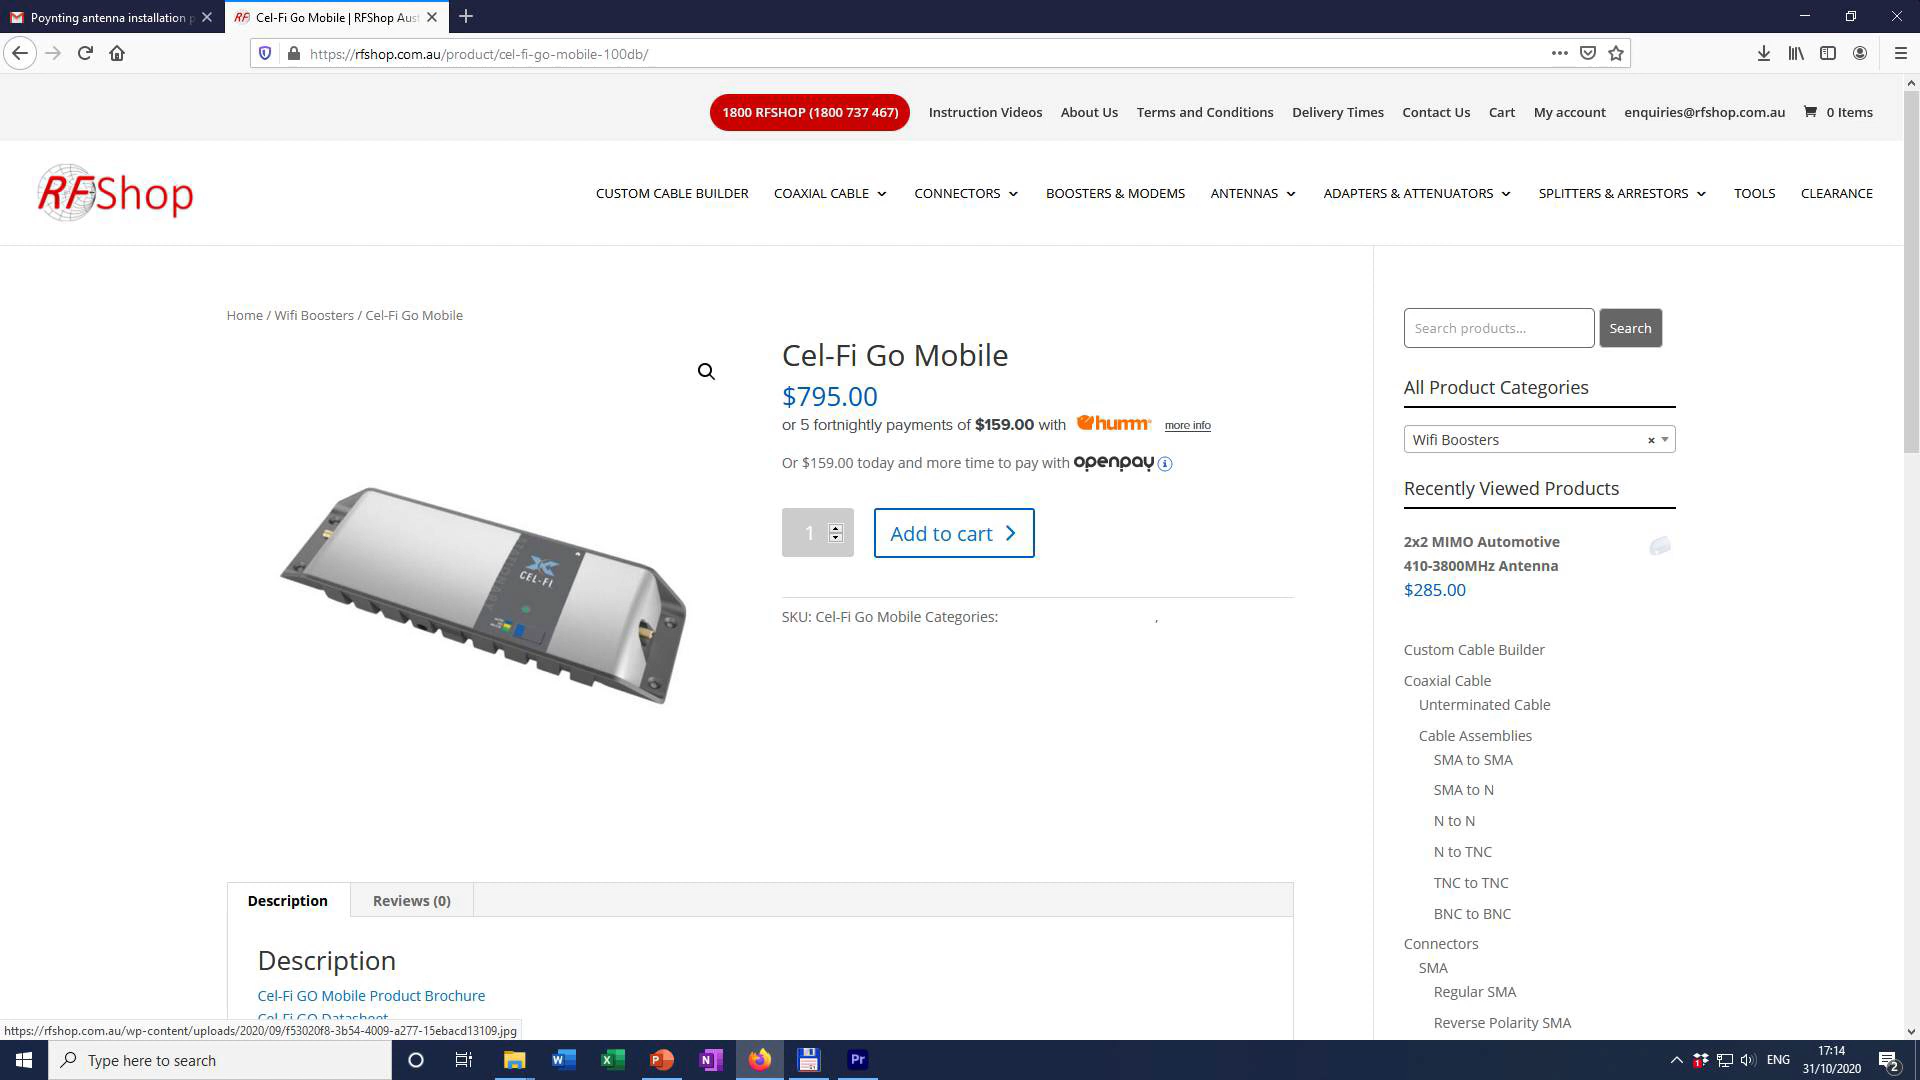 Poynting antenna installation p
Cel-Fi Go Mobile | RFShop Aust
https://rfshop.com.au/product/cel-fi-go-mobile-100db/
1800 RFSHOP (1800 737 467)
Instruction Videos
About Us
Terms and Conditions
Delivery Times
Contact Us
Cart
My account
enquiries@rfshop.com.au
0 Items
RFShop
CUSTOM CABLE BUILDER
COAXIAL CABLE
CONNECTORS
BOOSTERS & MODEMS
ANTENNAS
ADAPTERS & ATTENUATORS
SPLITTERS & ARRESTORS
TOOLS
CLEARANCE
Home / Wifi Boosters / Cel-Fi Go Mobile
CEL-FI
Cel-Fi Go Mobile
$795.00
or 5 fortnightly payments of $159.00 with humm more info
Or $159.00 today and more time to pay with openpay
1
Add to cart
SKU: Cel-Fi Go Mobile Categories: ,
Search products...
Search
All Product Categories
Wifi Boosters ×
Recently Viewed Products
2x2 MIMO Automotive
410-3800MHz Antenna
$285.00
Custom Cable Builder
Coaxial Cable
Unterminated Cable
Cable Assemblies
SMA to SMA
SMA to N
N to N
N to TNC
TNC to TNC
BNC to BNC
Connectors
SMA
Regular SMA
Reverse Polarity SMA
Description
Reviews (0)
Description
Cel-Fi GO Mobile Product Brochure
Cel-Fi GO Datasheet
https://rfshop.com.au/wp-content/uploads/2020/09/f53020f8-3b54-4009-a277-15ebacd13109.jpg
Type here to search
ENG
17:14
31/10/2020
2